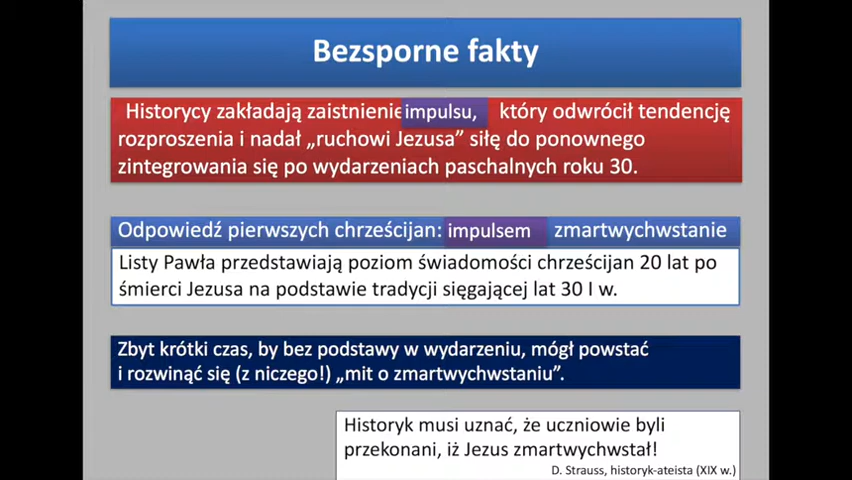 Bezsporne fakty
Historycy zakładają zaistnienie impulsu, który odwrócił tendencję
rozproszenia i nadał „ruchowi Jezusa” siłę do ponownego
zintegrowania się po wydarzeniach paschalnych roku 30.
Odpowiedź pierwszych chrześcijan: impulsem zmartwychwstanie
Listy Pawła przedstawiają poziom świadomości chrześcijan 20 lat po
śmierci Jezusa na podstawie tradycji sięgającej lat 30 I w.
Zbyt krótki czas, by bez podstawy w wydarzeniu, mógł powstać
i rozwinąć się (z niczego!) „mit o zmartwychwstaniu”.
Historyk musi uznać, że uczniowie byli
przekonani, iż Jezus zmartwychwstał!
D. Strauss, historyk-ateista (XIX w.)